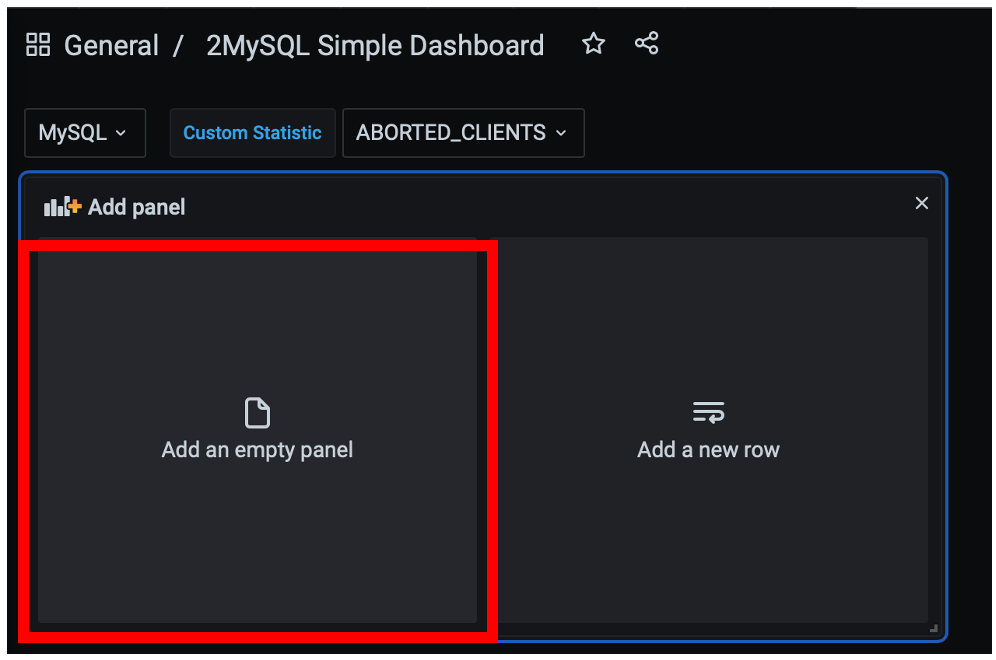 General / 2MySQL Simple Dashboard
MySQL Custom Statistic ABORTED_CLIENTS
Add panel
Add an empty panel Add a new row